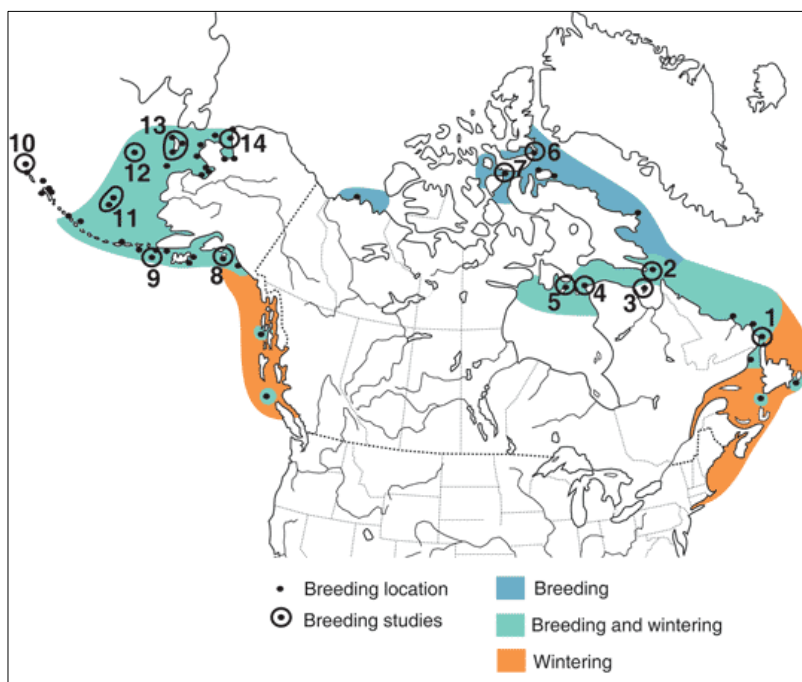 13
10
14
6
12
7
11
2
9
8
5
4
3
1
Breeding location
Breeding
Breeding studies
Breeding and wintering
Wintering